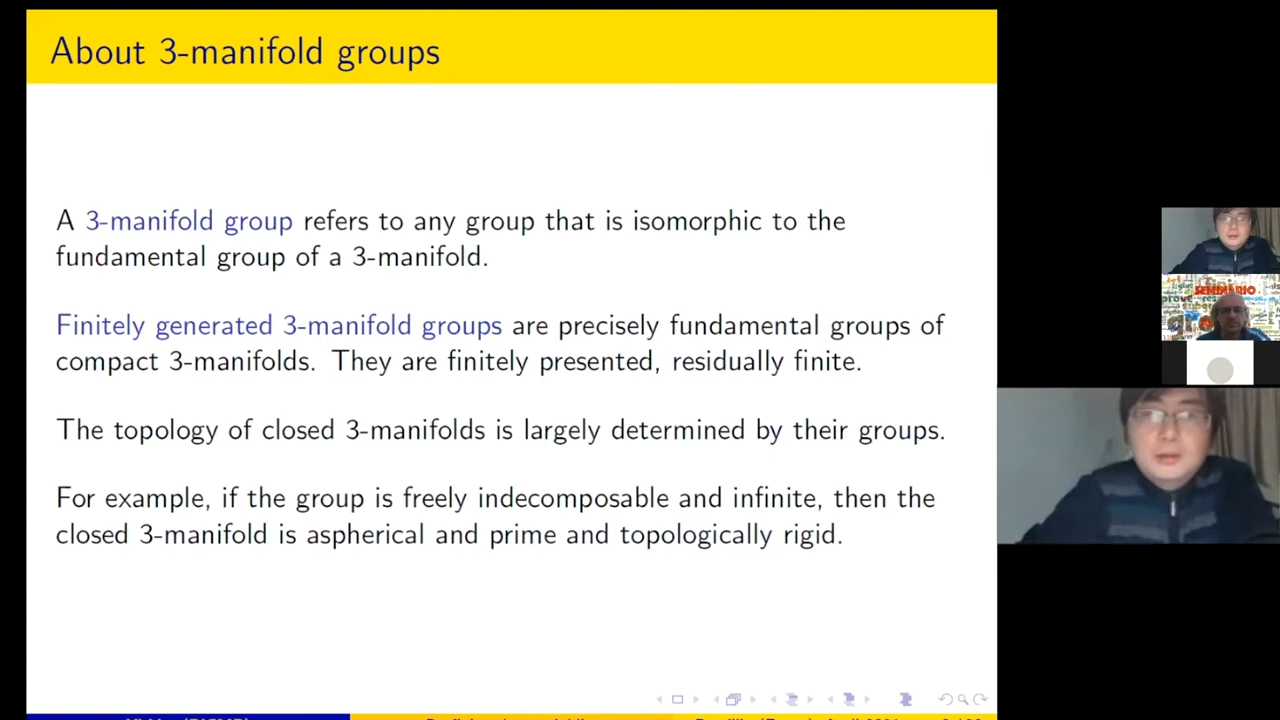 About 3-manifold groups
A 3-manifold group refers to any group that is isomorphic to the
fundamental group of a 3-manifold.
Finitely generated 3-manifold groups are precisely fundamental groups of
compact 3-manifolds. They are finitely presented, residually finite.
The topology of closed 3-manifolds is largely determined by their groups.
For example, if the group is freely indecomposable and infinite, then the
closed 3-manifold is aspherical and prime and topologically rigid.
SEMINÁRIO